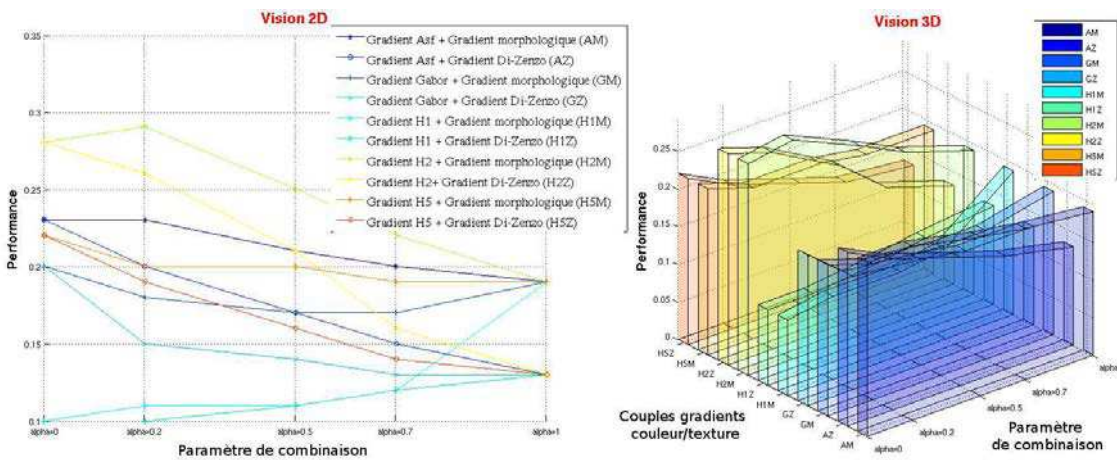 Vision 2D
0.35
0.3
0.25
0.2
0.15
0.1
Performance
Gradient Asf + Gradient morphologique (AM)
Gradient Asf + Gradient Di-Zenzo (AZ)
Gradient Gabor + Gradient morphologique (GM)
Gradient Gabor + Gradient Di-Zenzo (GZ)
Gradient H1 + Gradient morphologique (H1M)
Gradient H1 + Gradient Di-Zenzo (H1Z)
Gradient H2 + Gradient morphologique (H2M)
Gradient H2+ Gradient Di-Zenzo (H2Z)
Gradient H5 + Gradient morphologique (H5M)
Gradient H5 + Gradient Di-Zenzo (H5Z)
alpha=0
alpha=0.2
alpha=0.5
alpha=0.7
alpha=1
Paramètre de combinaison
Vision 3D
AM
AZ
GM
GZ
H1M
H1Z
H2M
H2Z
H5M
H5Z
0.25
0.2
0.15
0.1
0.05
0
Performance
H5Z
H5M
H2Z
H2M
H1Z
H1M
GZ
GM
AZ
AM
Couples gradients
couleur/texture
alpha=0
alpha=0.2
alpha=0.5
alpha=0.7
alpha
Paramètre
de combinaison